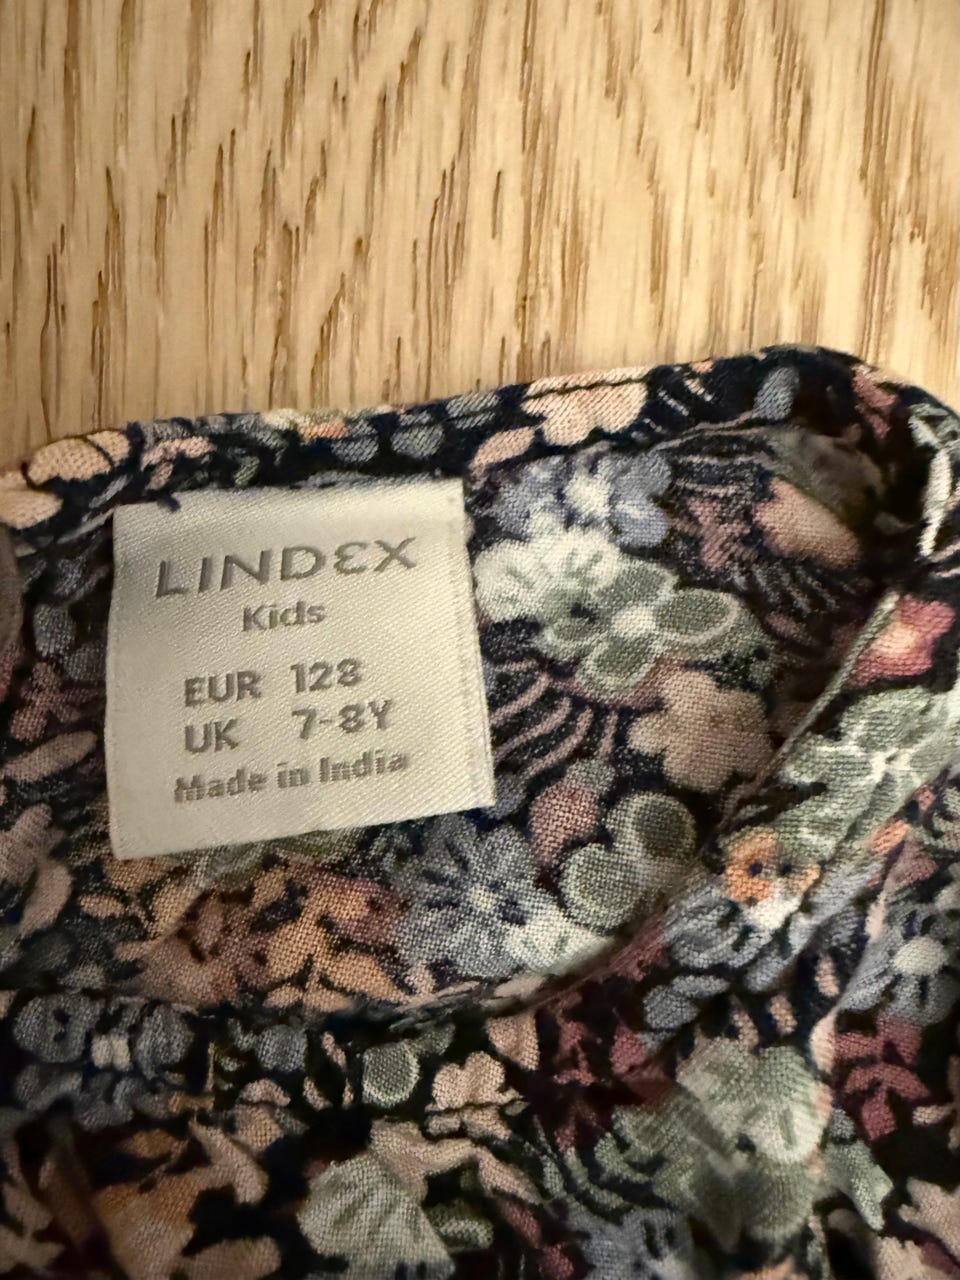 LINDEX
Kids
EUR 128
UK 7-8Y
Made in India